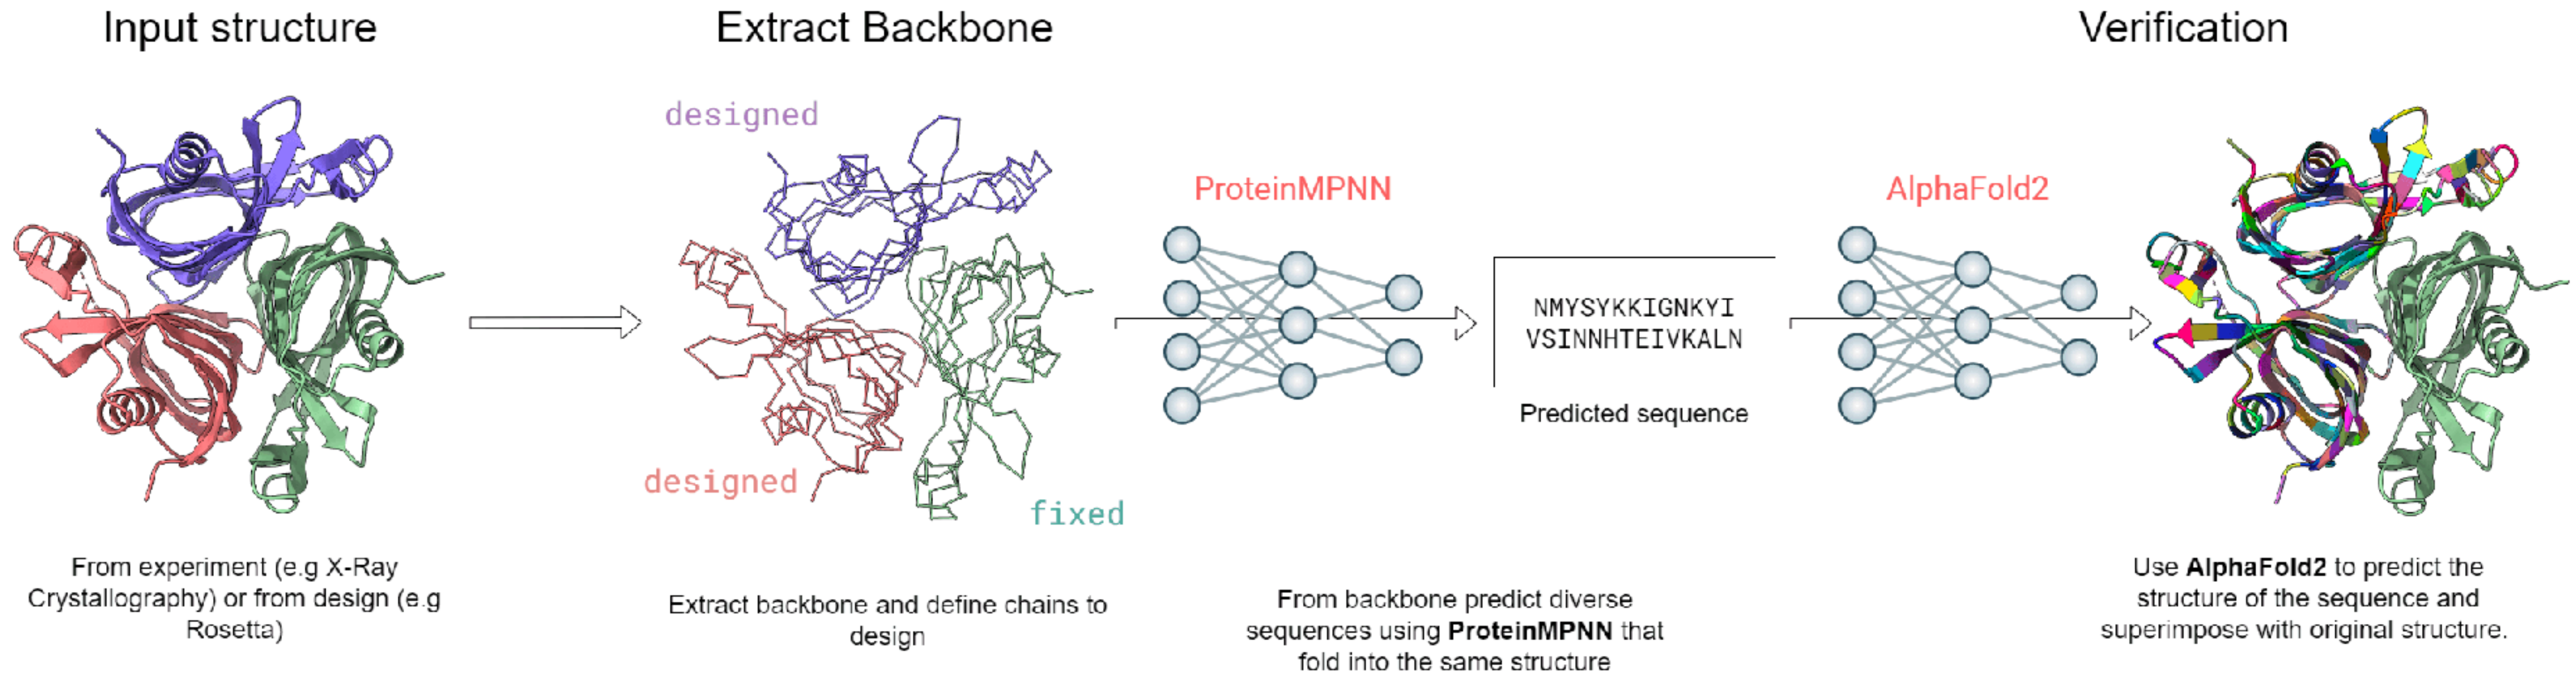 Input structure
Extract Backbone
Verification
designed
ProteinMPNN
AlphaFold2
NMYSYKKIGNKYI
VSINNHTEIVKALN
Predicted sequence
designed
fixed
From experiment (e.g X-Ray
Crystallography) or from design (e.g
Rosetta)
Extract backbone and define chains to
design
From backbone predict diverse
sequences using ProteinMPNN that
fold into the same structure
Use AlphaFold2 to predict the
structure of the sequence and
superimpose with original structure.